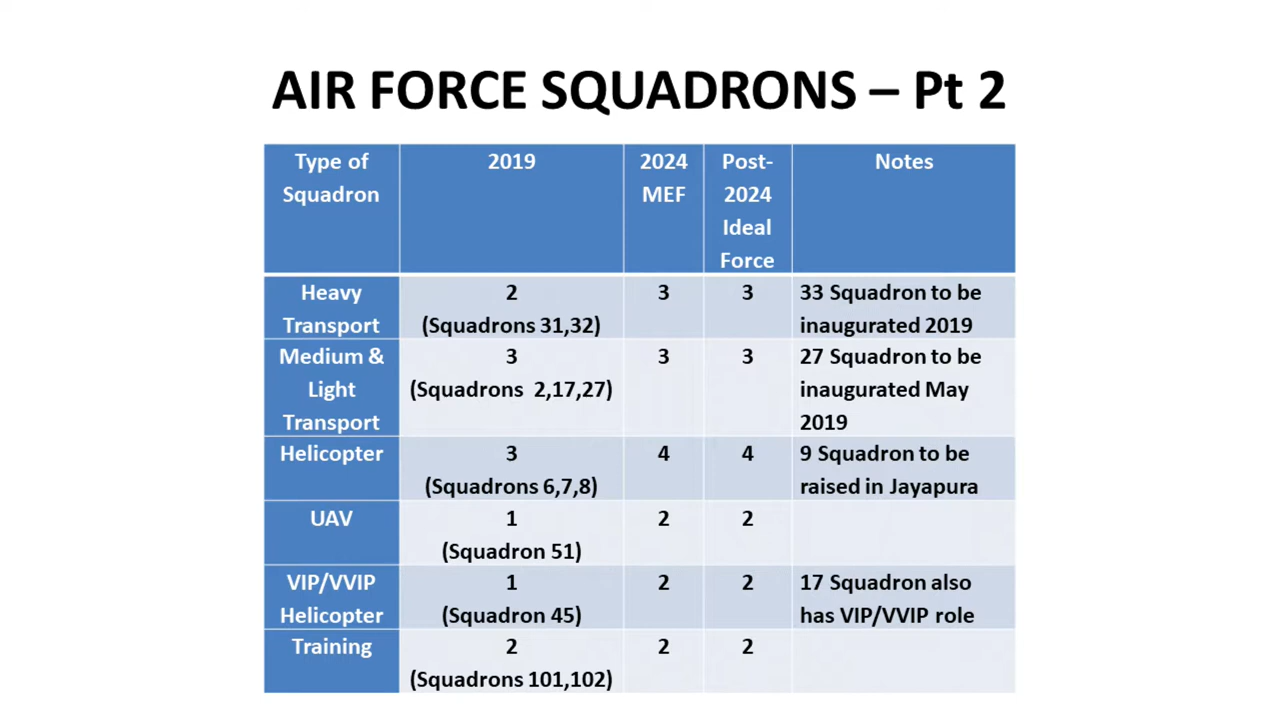 AIR FORCE SQUADRONS – Pt 2
Type of Squadron | 2019 | 2024 MEF | Post-2024 Ideal Force | Notes
Heavy Transport | 2 (Squadrons 31,32) | 3 | 3 | 33 Squadron to be inaugurated 2019
Medium & Light Transport | 3 (Squadrons 2,17,27) | 3 | 3 | 27 Squadron to be inaugurated May 2019
Helicopter | 3 (Squadrons 6,7,8) | 4 | 4 | 9 Squadron to be raised in Jayapura
UAV | 1 (Squadron 51) | 2 | 2
VIP/VVIP Helicopter | 1 (Squadron 45) | 2 | 2 | 17 Squadron also has VIP/VVIP role
Training | 2 (Squadrons 101,102) | 2 | 2